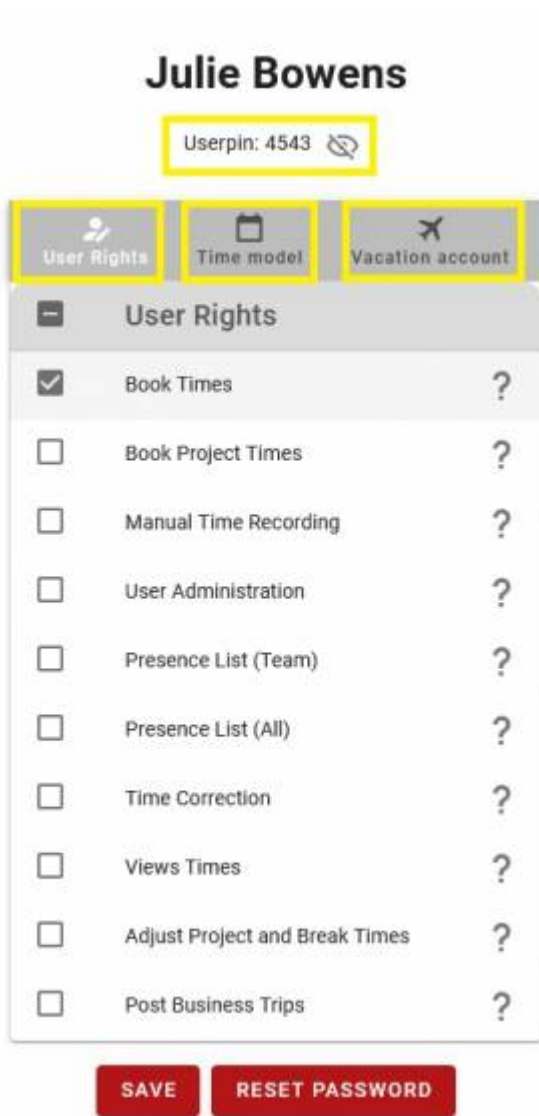 Julie Bowens
Userpin: 4543
User Rights Time model Vacation account
User Rights
Book Times ?
Book Project Times ?
Manual Time Recording ?
User Administration ?
Presence List (Team) ?
Presence List (All) ?
Time Correction ?
Views Times ?
Adjust Project and Break Times ?
Post Business Trips ?
SAVE RESET PASSWORD